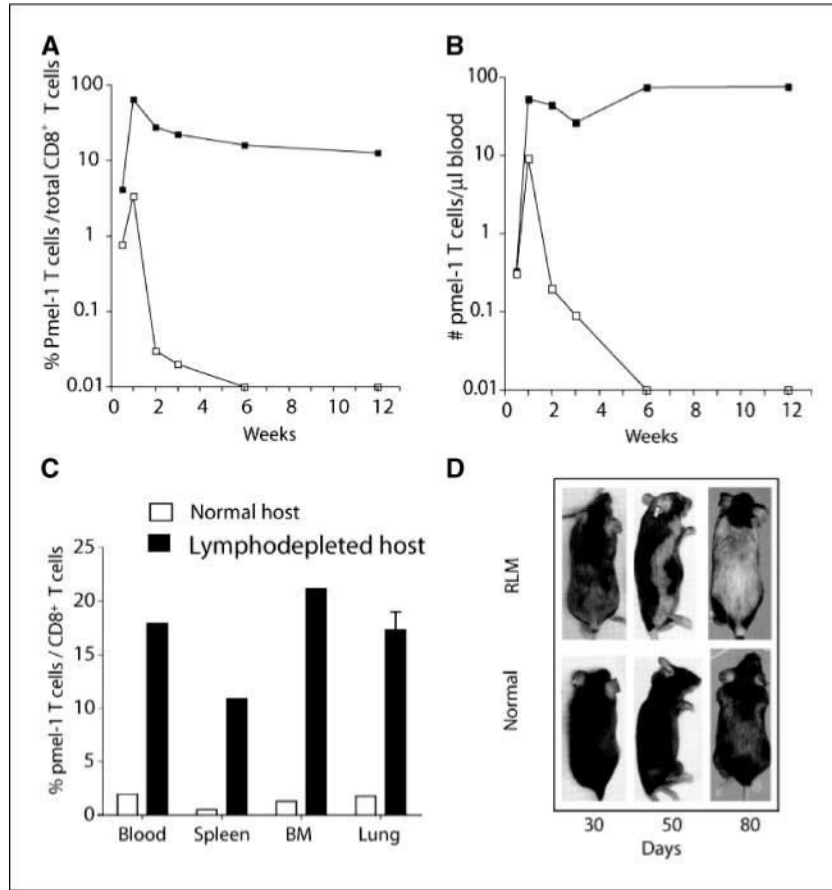 A
% Pmel-1 T cells /total CD8⁺ T cells
100
10
1
0.1
0.01
0 2 4 6 8 10 12
Weeks
B
# pmel-1 T cells/µl blood
100
10
1
0.1
0.01
0 2 4 6 8 10 12
Weeks
C
Normal host
Lymphodepleted host
% pmel-1 T cells / CD8+ T cells
25
20
15
10
5
0
Blood Spleen BM Lung
D
RLM
Normal
30 50 80
Days